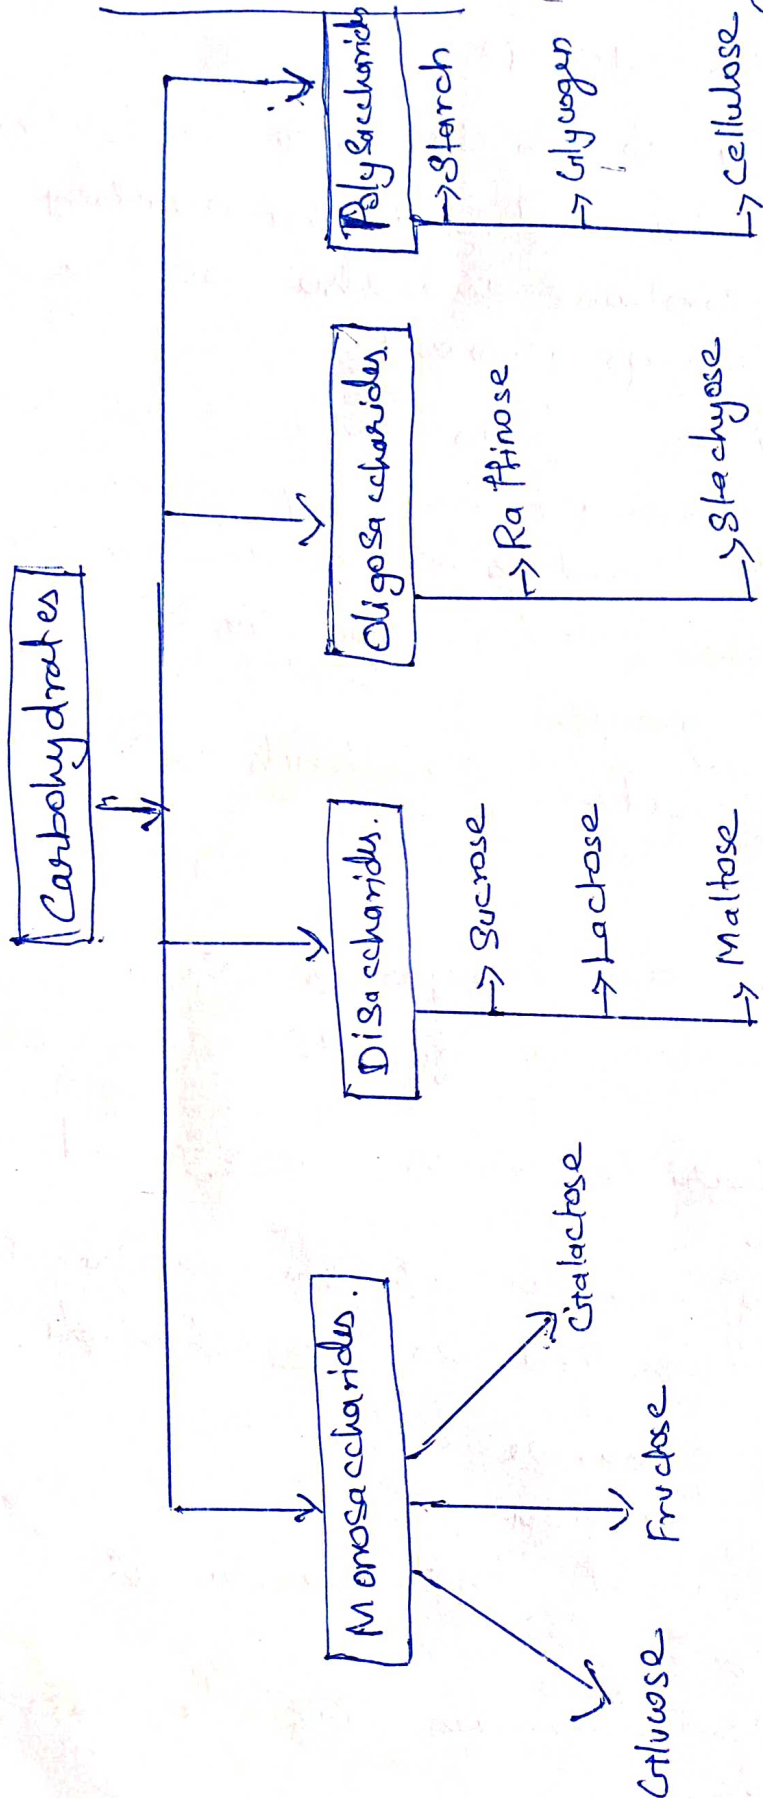 Carbohydrates
Monosaccharides.
Glucose
Fructose
Galactose
Disaccharides.
Sucrose
Lactose
Maltose
Oligosaccharides.
Raffinose
Stachyose
Polysaccharides
Starch
Glycogen
Cellulose